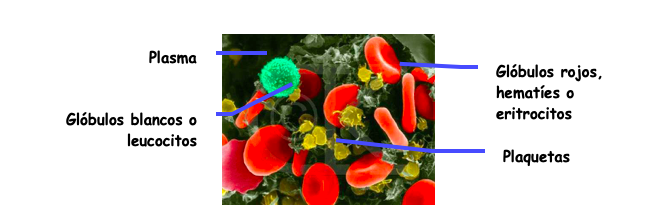 Plasma
Glóbulos blancos o
leucocitos
Glóbulos rojos,
hematíes o
eritrocitos
Plaquetas